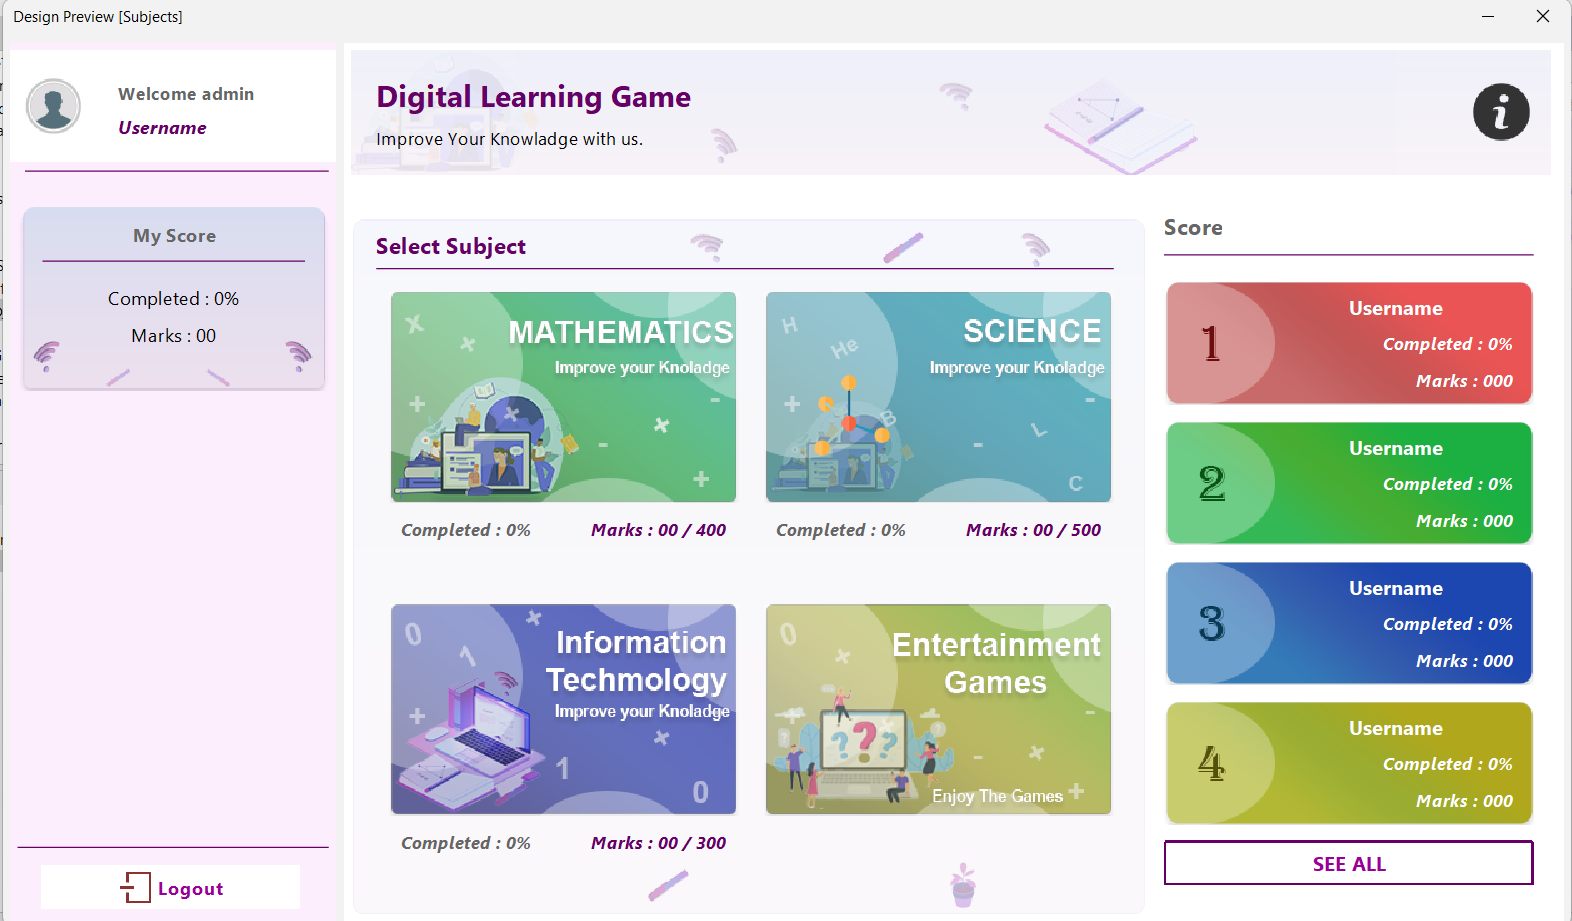 Design Preview [Subjects]
Welcome admin
Username
My Score
Completed : 0%
Marks : 00
Logout
Digital Learning Game
Improve Your Knowladge with us.
i
Select Subject
X
MATHEMATICS
Improve your Knoladge
Completed : 0%
Marks : 00 / 400
H
He
B
L
C
SCIENCE
Improve your Knoladge
Completed : 0%
Marks : 00 / 500
0
1
Information
Techmology
Improve your Knoladge
1
0
Completed : 0%
Marks : 00 / 300
0
Entertainment
Games
? ? ?
Enjoy The Games
Score
1
Username
Completed : 0%
Marks : 000
2
Username
Completed : 0%
Marks : 000
3
Username
Completed : 0%
Marks : 000
4
Username
Completed : 0%
Marks : 000
SEE ALL